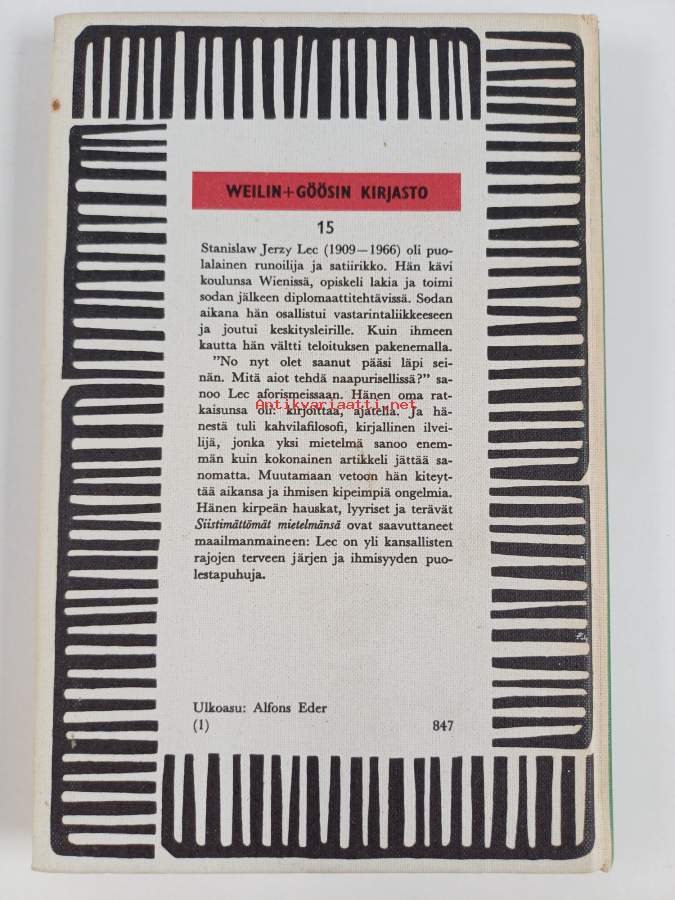 WEILIN+GÖÖSIN KIRJASTO
15
Stanislaw Jerzy Lec (1909—1966) oli puo-
lalainen runoilija ja satiirikko. Hän kävi
koulunsa Wienissä, opiskeli lakia ja toimi
sodan jälkeen diplomaattitehtävissä. Sodan
aikana hän osallistui vastarintaliikkeeseen
ja joutui keskitysleirille. Kuin ihmeen
kautta hän vältti teloituksen pakenemalla.
"No nyt olet saanut pääsi läpi sei-
nän. Mitä aiot tehdä naapurisellissä?" sa-
noo Lec aforismeissaan. Hänen oma rat-
Antikvariaatti.net
kaisunsa oli: kirjoittaa, ajatella. Ja hä-
nestä tuli kahvilafilosofi, kirjallinen ilvei-
lijä, jonka yksi mietelmä sanoo enem-
män kuin kokonainen artikkeli jättää sa-
nomatta. Muutamaan vetoon hän kiteyt-
tää aikansa ja ihmisen kipeimpiä ongelmia.
Hänen kirpeän hauskat, lyyriset ja terävät
Siistimättömät mietelmänsä ovat saavuttaneet
maailmanmaineen: Lec on yli kansallisten
rajojen terveen järjen ja ihmisyyden puo-
lestapuhuja.
Ulkoasu: Alfons Eder
(1) 847